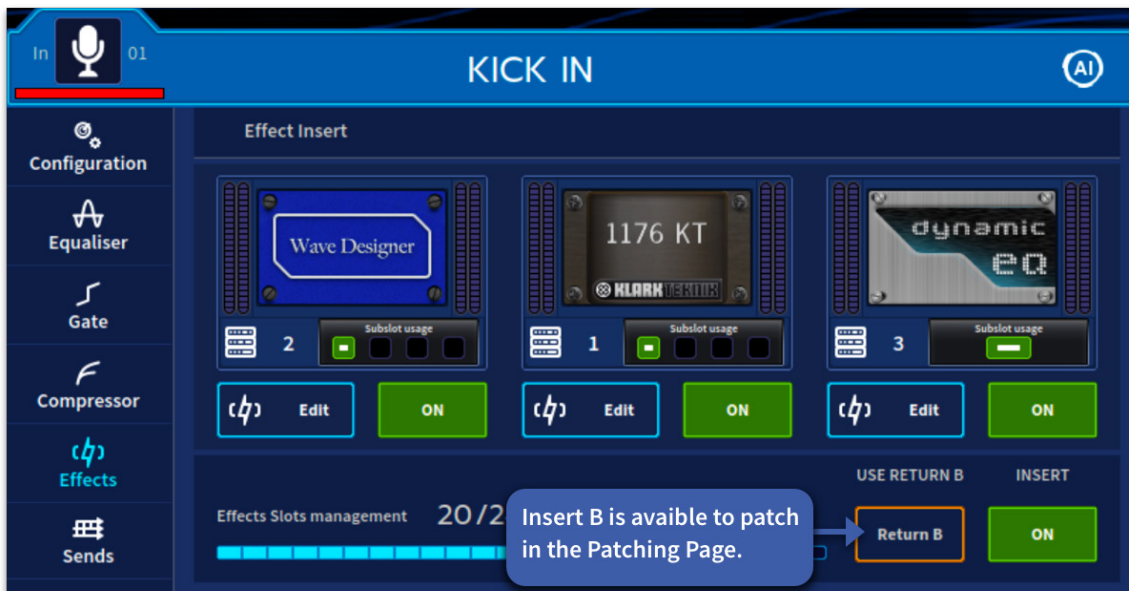 In
01
KICK IN
AI
Configuration
Equaliser
Gate
Compressor
Effects
Sends
Effect Insert
Wave Designer
2
Subslot usage
Edit
ON
1176 KT
KLARK TEKNIK
1
Subslot usage
Edit
ON
dynamic
eq
3
Subslot usage
Edit
ON
Effects Slots management
20/2
Insert B is avaible to patch
in the Patching Page.
USE RETURN B
Return B
INSERT
ON